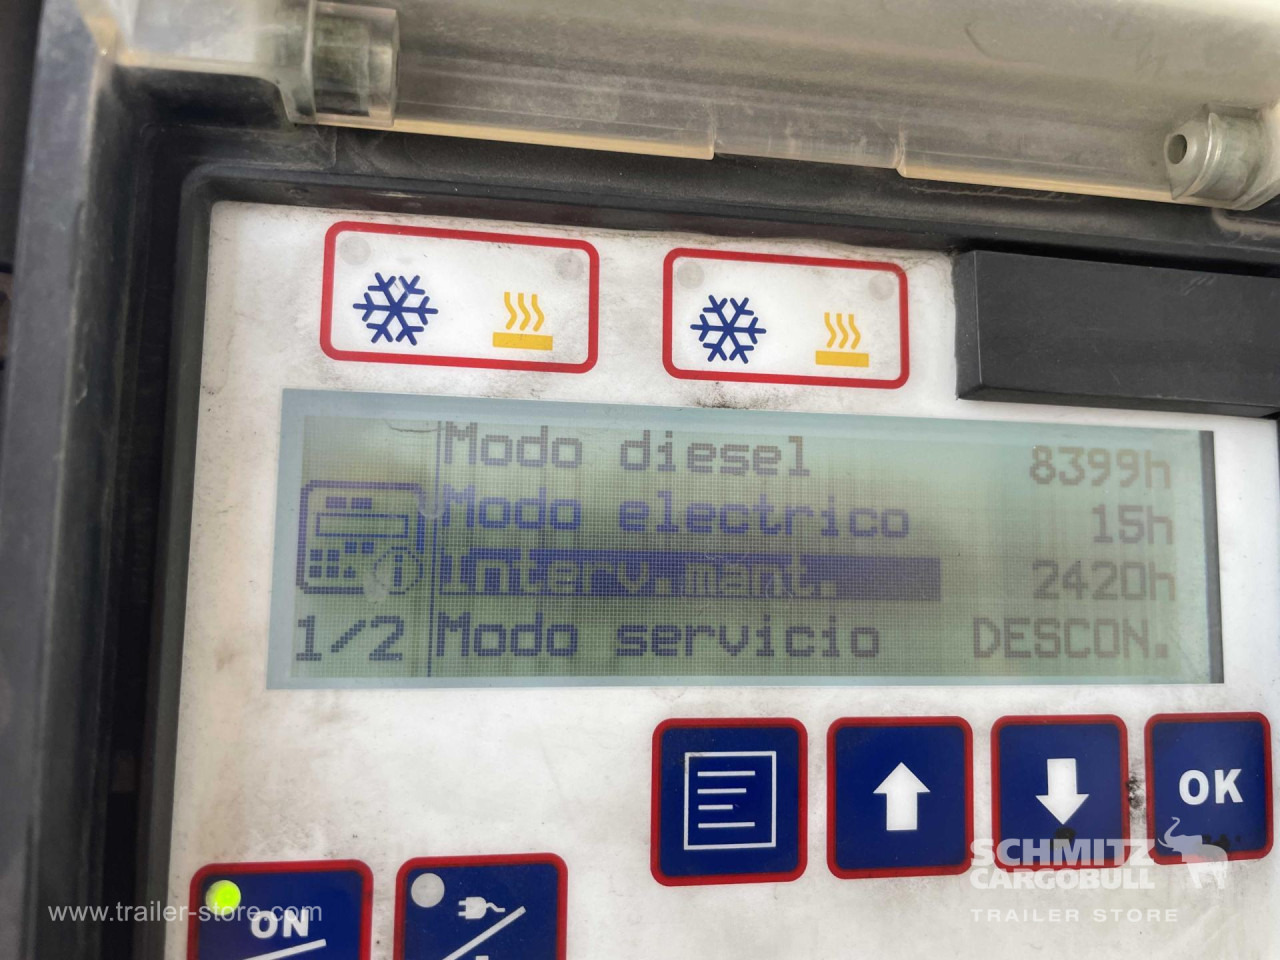 Modo diesel 8399h
Modo electrico 15h
Interv.mant. 2420h
1/2 Modo servicio DESCON.
OK
ON
www.trailer-store.com
SCHMITZ
CARGOBULL
TRAILER STORE